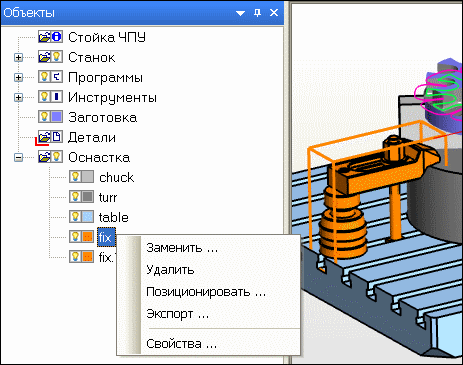 Объекты
Стойка ЧПУ
Станок
Программы
Инструменты
Заготовка
Детали
Оснастка
chuck
turr
table
fix
fix.
Заменить ...
Удалить
Позиционировать ...
Экспорт ...
Свойства ...